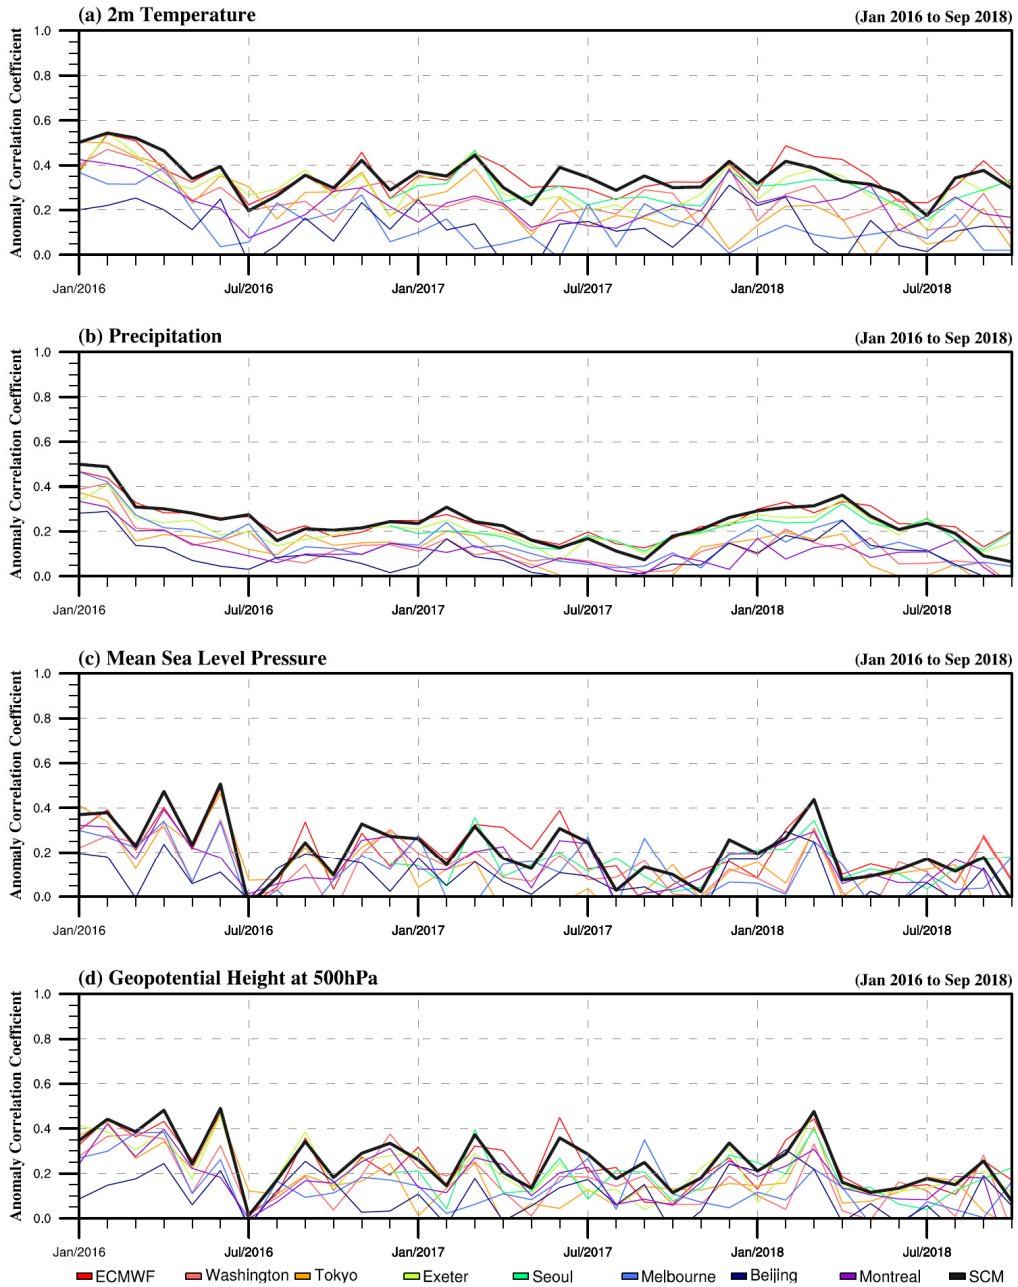 (a) 2m Temperature (Jan 2016 to Sep 2018)
Anomaly Correlation Coefficient
1.0
0.8
0.6
0.4
0.2
0.0
Jan/2016 Jul/2016 Jan/2017 Jul/2017 Jan/2018 Jul/2018
(b) Precipitation (Jan 2016 to Sep 2018)
Anomaly Correlation Coefficient
1.0
0.8
0.6
0.4
0.2
0.0
Jan/2016 Jul/2016 Jan/2017 Jul/2017 Jan/2018 Jul/2018
(c) Mean Sea Level Pressure (Jan 2016 to Sep 2018)
Anomaly Correlation Coefficient
1.0
0.8
0.6
0.4
0.2
0.0
Jan/2016 Jul/2016 Jan/2017 Jul/2017 Jan/2018 Jul/2018
(d) Geopotential Height at 500hPa (Jan 2016 to Sep 2018)
Anomaly Correlation Coefficient
1.0
0.8
0.6
0.4
0.2
0.0
Jan/2016 Jul/2016 Jan/2017 Jul/2017 Jan/2018 Jul/2018
ECMWF Washington Tokyo Exeter Seoul Melbourne Beijing Montreal SCM